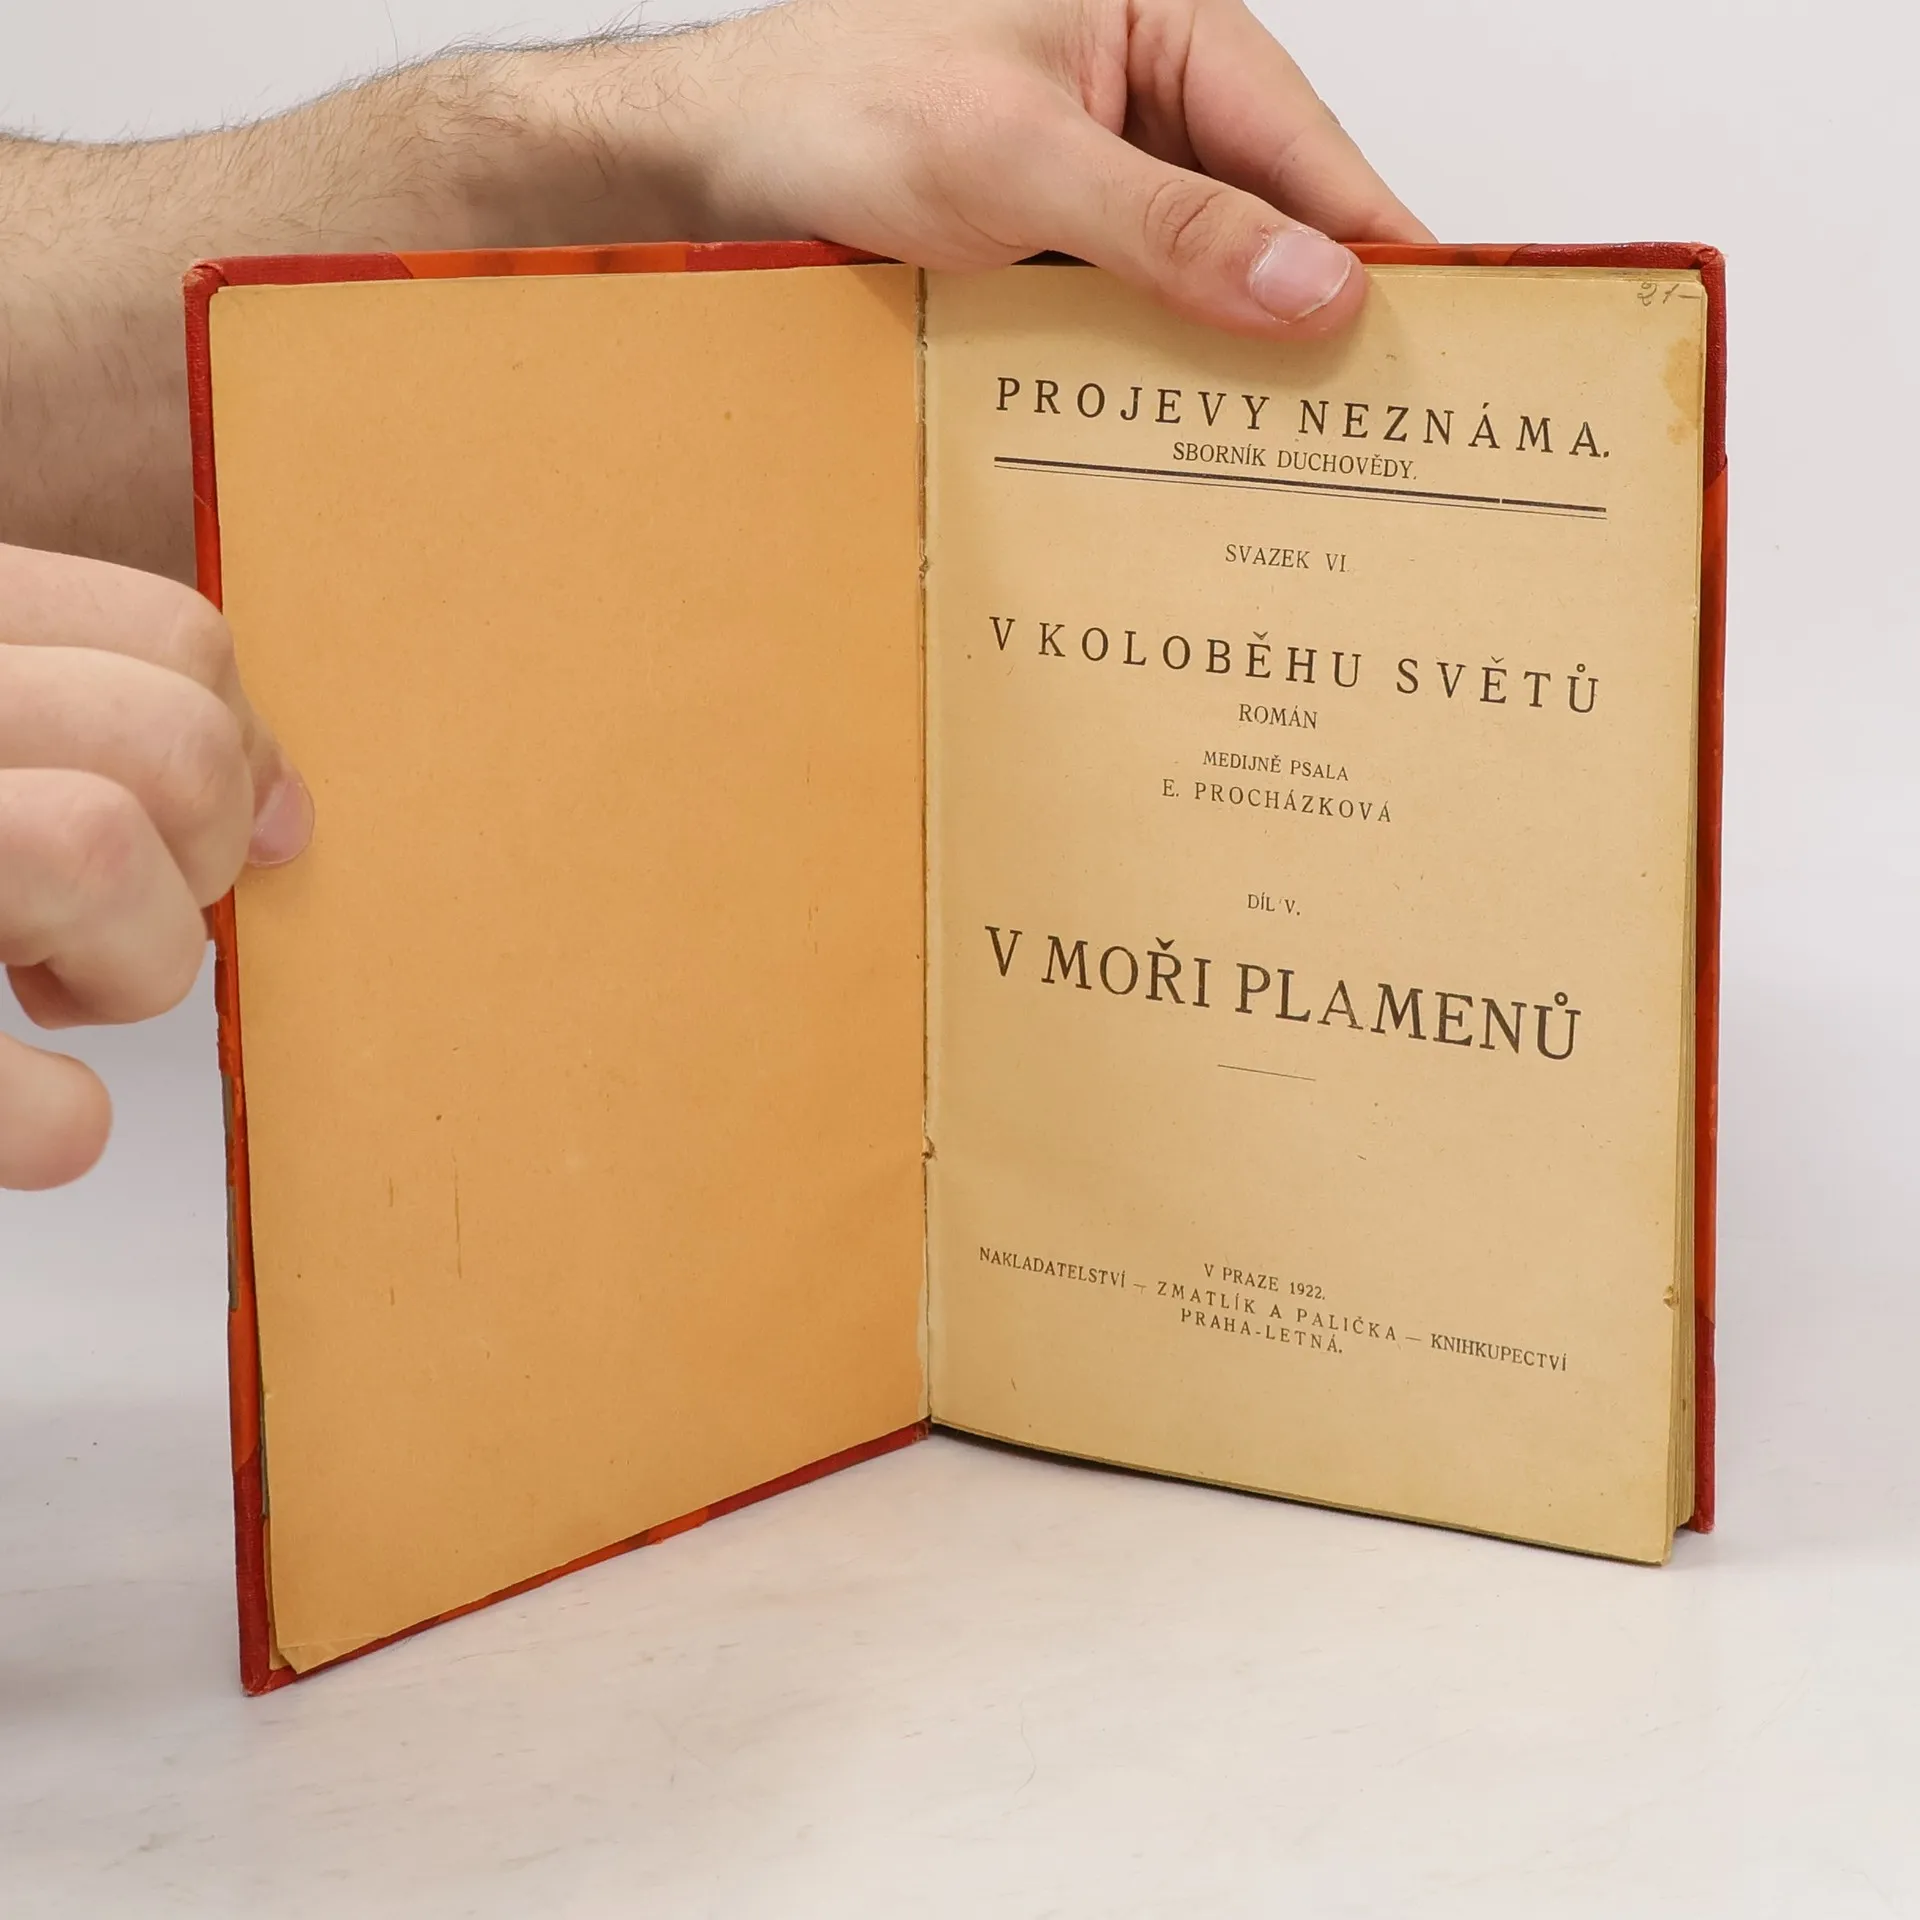 21-
PROJEVY NEZNÁMA.
SBORNÍK DUCHOVĚDY.
SVAZEK VI.
V KOLOBĚHU SVĚTŮ
ROMÁN
MEDIJNĚ PSALA
E. PROCHÁZKOVÁ
DÍL V.
V MOŘI PLAMENŮ
V PRAZE 1922.
NAKLADATELSTVÍ — ZMATLÍK A PALIČKA — KNIHKUPECTVÍ
PRAHA-LETNÁ.